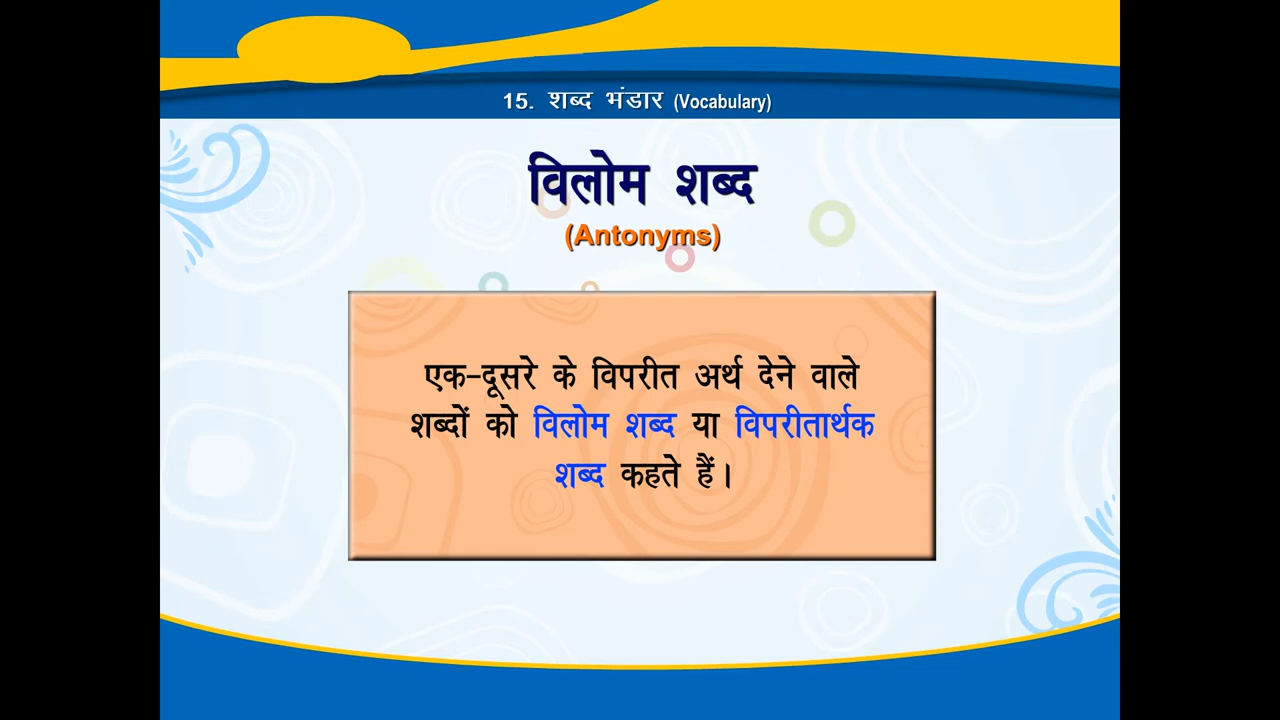 15. शब्द भंडार (Vocabulary)
विलोम शब्द
(Antonyms)
एक-दूसरे के विपरीत अर्थ देने वाले
शब्दों को विलोम शब्द या विपरीतार्थक
शब्द कहते हैं।